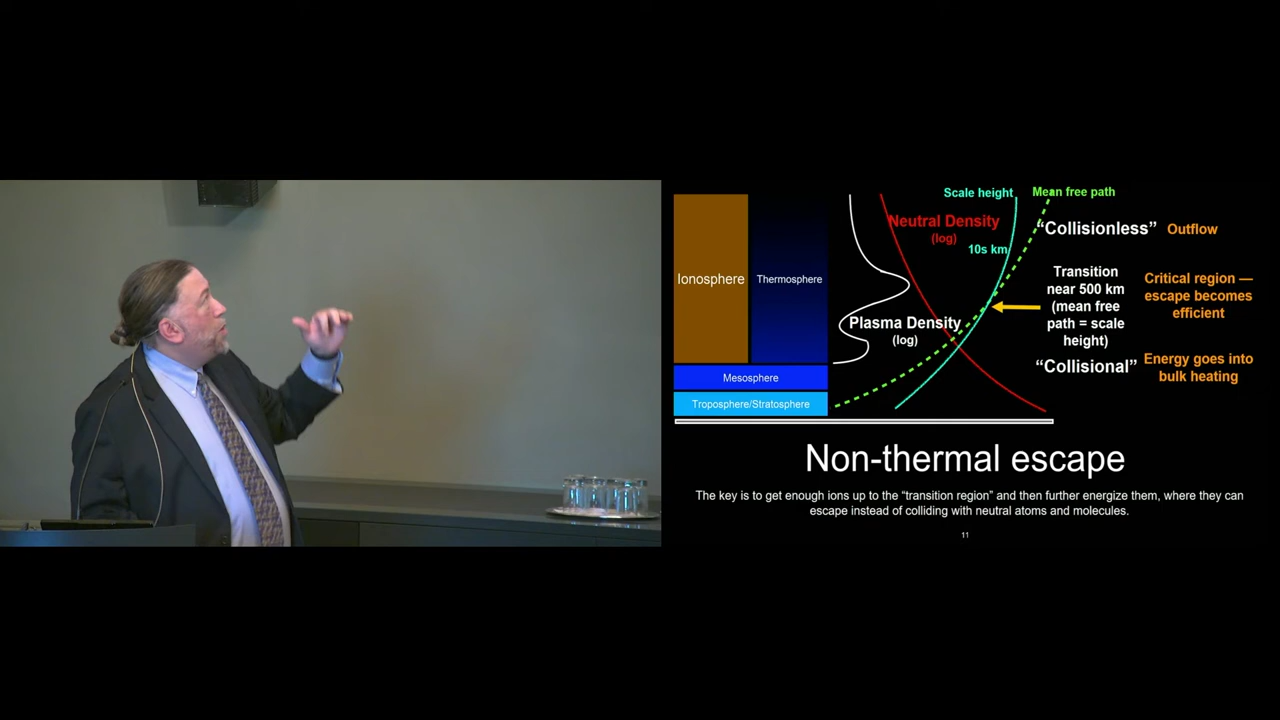 Scale height
Mean free path
Neutral Density
(log)
10s km
"Collisionless"
Outflow
Ionosphere
Thermosphere
Transition
near 500 km
(mean free
path = scale
height)
Critical region —
escape becomes
efficient
Plasma Density
(log)
"Collisional"
Energy goes into
bulk heating
Mesosphere
Troposphere/Stratosphere
Non-thermal escape
The key is to get enough ions up to the "transition region" and then further energize them, where they can
escape instead of colliding with neutral atoms and molecules.
11